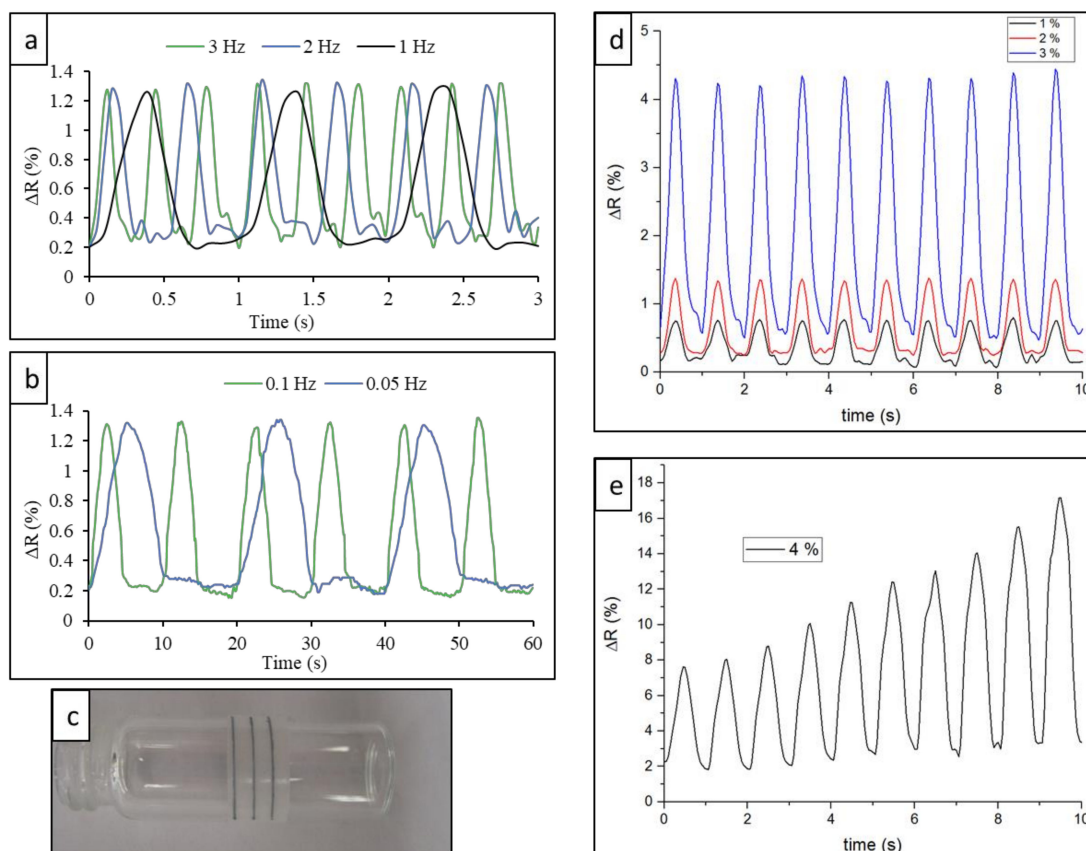 a
3 Hz 2 Hz 1 Hz
1.4
1.2
1
0.8
0.6
0.4
0.2
0
ΔR (%)
0 0.5 1 1.5 2 2.5 3
Time (s)
b
0.1 Hz 0.05 Hz
1.4
1.2
1
0.8
0.6
0.4
0.2
0
ΔR (%)
0 10 20 30 40 50 60
Time (s)
c
d
1 %
2 %
3 %
5
4
3
2
1
0
ΔR (%)
0 2 4 6 8 10
time (s)
e
4 %
18
16
14
12
10
8
6
4
2
0
ΔR (%)
0 2 4 6 8 10
time (s)